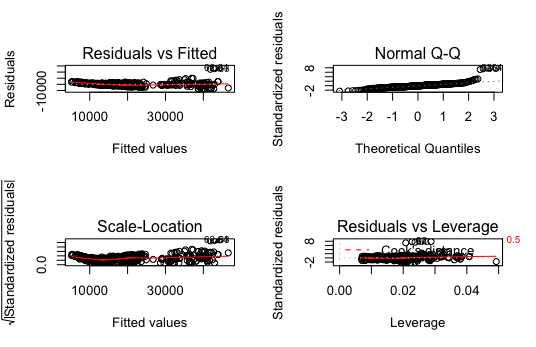 Residuals vs Fitted
Residuals
-10000
10000 30000
Fitted values
Normal Q-Q
Standardized residuals
8
-2
-3 -2 -1 0 1 2 3
Theoretical Quantiles
Scale-Location
√|Standardized residuals|
0.0
10000 30000
Fitted values
Residuals vs Leverage
Standardized residuals
8
-2
Cook's distance
0.5
0.00 0.02 0.04
Leverage